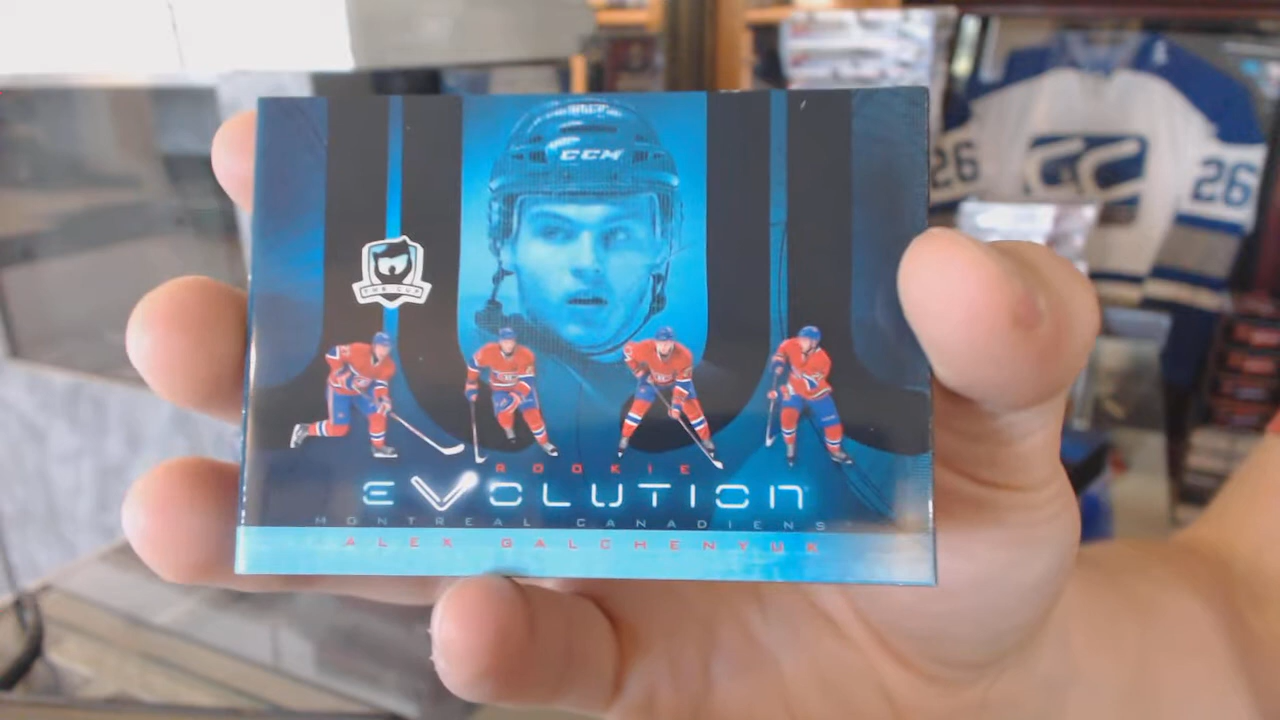 CCM
THE CUP
26
26
ROOKIE
EVOLUTION
MONTREAL CANADIENS
ALEX GALCHENYUK